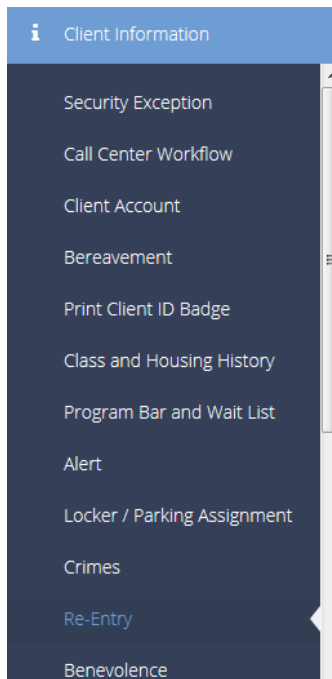 Client Information
Security Exception
Call Center Workflow
Client Account
Bereavement
Print Client ID Badge
Class and Housing History
Program Bar and Wait List
Alert
Locker / Parking Assignment
Crimes
Re-Entry
Benevolence